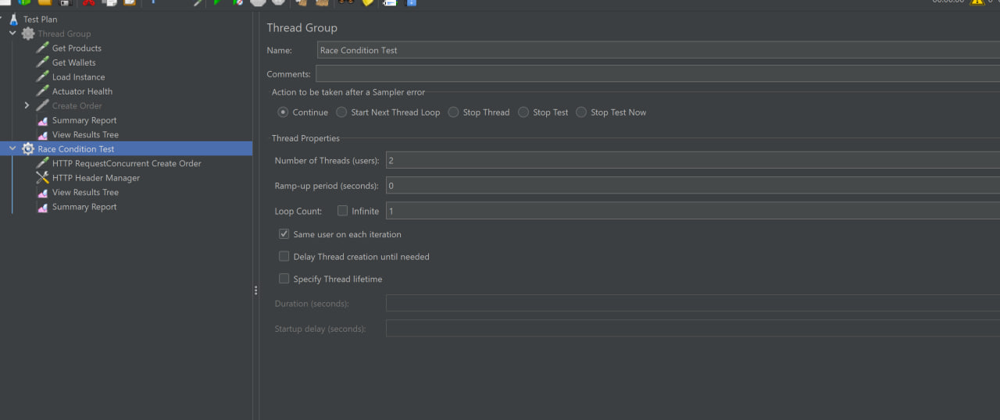 Test Plan
Thread Group
Get Products
Get Wallets
Load Instance
Actuator Health
Create Order
Summary Report
View Results Tree
Race Condition Test
HTTP RequestConcurrent Create Order
HTTP Header Manager
View Results Tree
Summary Report
Thread Group
Name: Race Condition Test
Comments:
Action to be taken after a Sampler error
Continue Start Next Thread Loop Stop Thread Stop Test Stop Test Now
Thread Properties
Number of Threads (users): 2
Ramp-up period (seconds): 0
Loop Count: Infinite 1
Same user on each iteration
Delay Thread creation until needed
Specify Thread lifetime
Duration (seconds):
Startup delay (seconds):